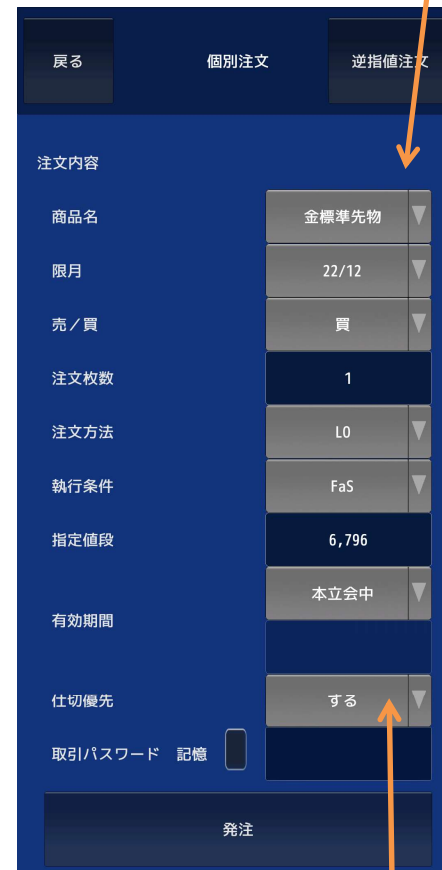 戻る 個別注文 逆指値注文
注文内容
商品名 金標準先物
限月 22/12
売／買 買
注文枚数 1
注文方法 LO
執行条件 FaS
指定値段 6,796
本立会中
有効期間
仕切優先 する
取引パスワード 記憶
発注